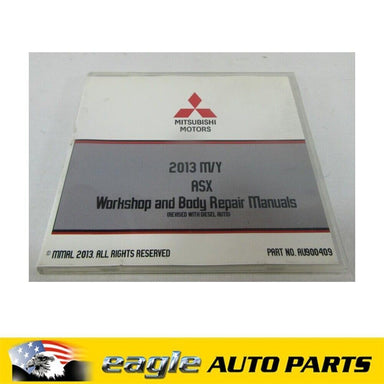 MITSUBISHI
MOTORS
2013 M/Y
ASX
Workshop and Body Repair Manuals
(REVISED WITH DIESEL AUTO)
© MMAL 2013. ALL RIGHTS RESERVED
PART NO. AU900409
eagle AUTO PARTS